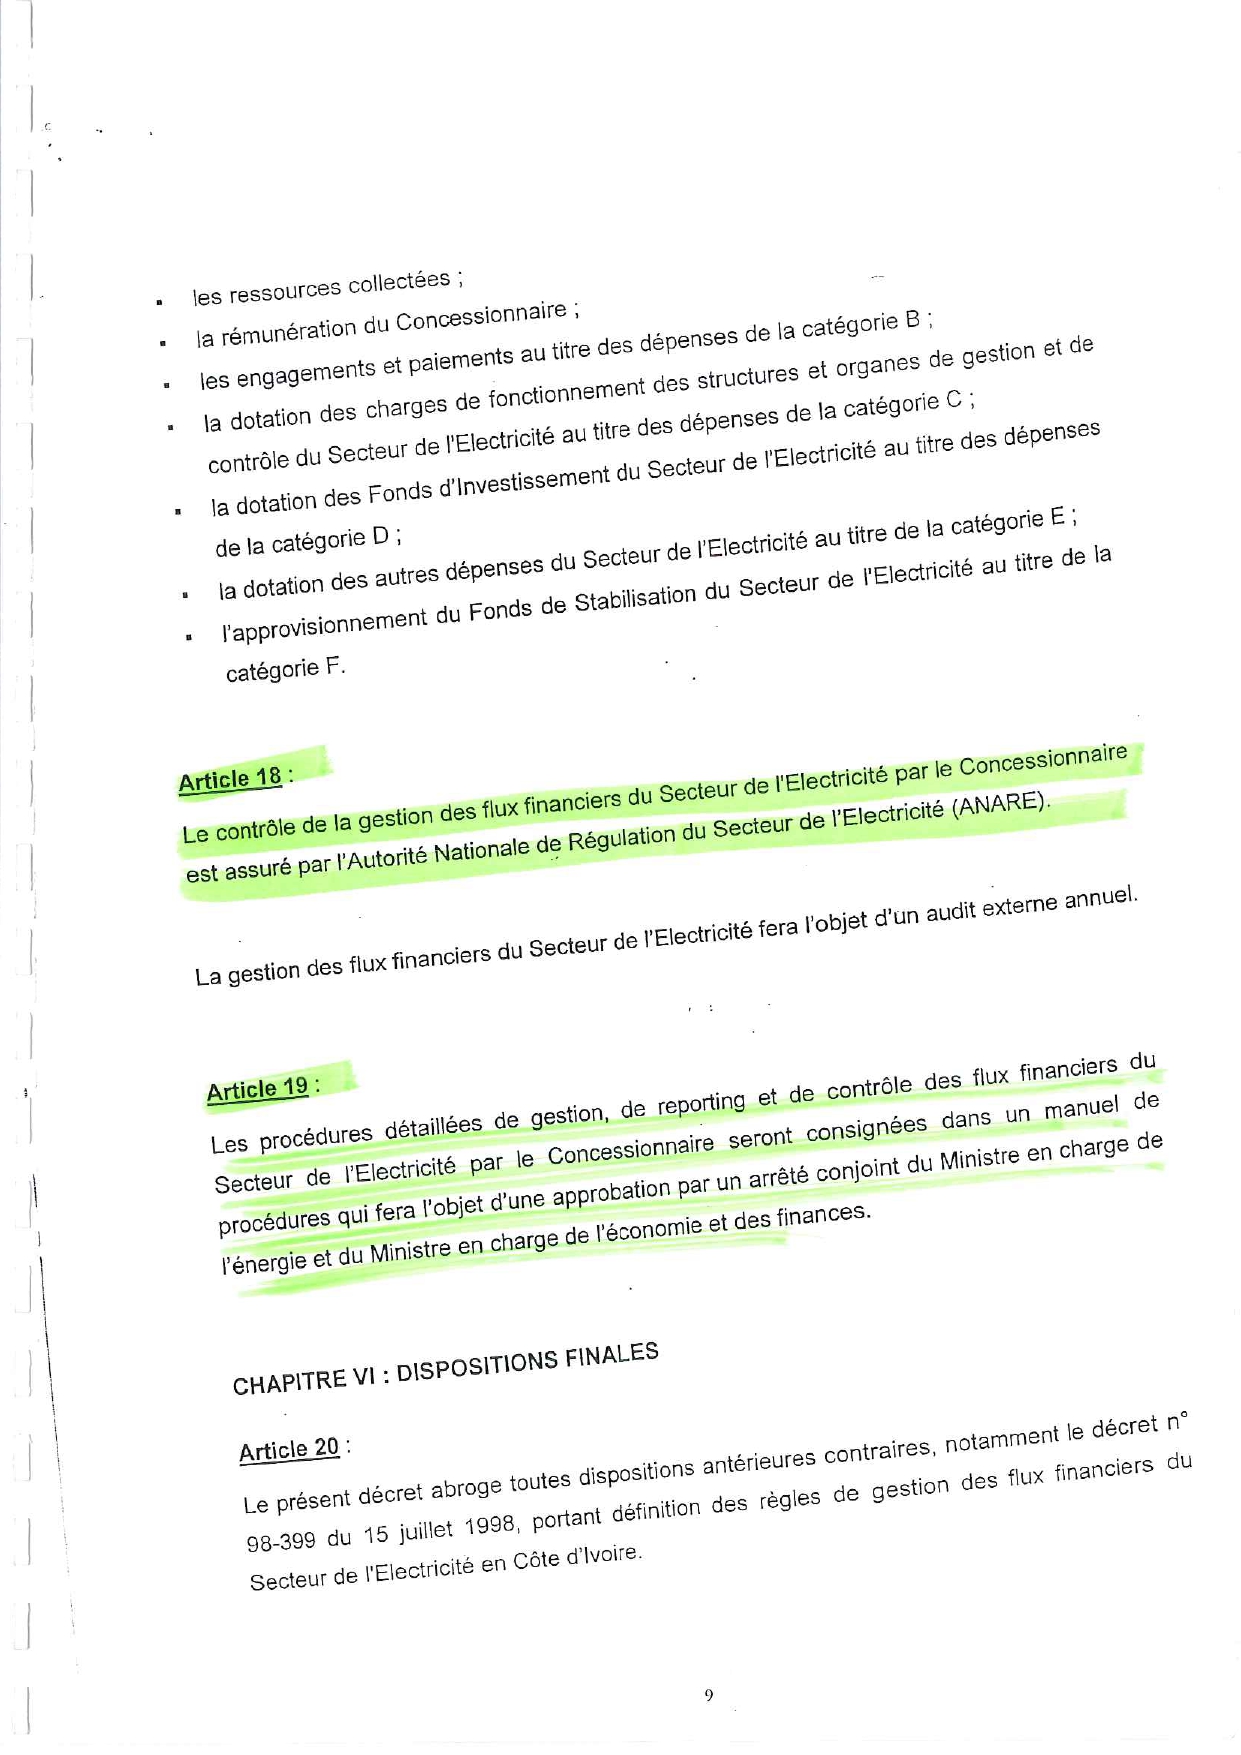 ▪ les ressources collectées ;
▪ la rémunération du Concessionnaire ;
▪ les engagements et paiements au titre des dépenses de la catégorie B ;
▪ la dotation des charges de fonctionnement des structures et organes de gestion et de
contrôle du Secteur de l'Electricité au titre des dépenses de la catégorie C ;
▪ la dotation des Fonds d'Investissement du Secteur de l'Electricité au titre des dépenses
de la catégorie D ;
▪ la dotation des autres dépenses du Secteur de l'Electricité au titre de la catégorie E ;
▪ l'approvisionnement du Fonds de Stabilisation du Secteur de l'Electricité au titre de la
catégorie F.
Article 18 :
Le contrôle de la gestion des flux financiers du Secteur de l'Electricité par le Concessionnaire
est assuré par l'Autorité Nationale de Régulation du Secteur de l'Electricité (ANARE).
La gestion des flux financiers du Secteur de l'Electricité fera l'objet d'un audit externe annuel.
Article 19 :
Les procédures détaillées de gestion, de reporting et de contrôle des flux financiers du
Secteur de l'Electricité par le Concessionnaire seront consignées dans un manuel de
procédures qui fera l'objet d'une approbation par un arrêté conjoint du Ministre en charge de
l'énergie et du Ministre en charge de l'économie et des finances.
CHAPITRE VI : DISPOSITIONS FINALES
Article 20 :
Le présent décret abroge toutes dispositions antérieures contraires, notamment le décret n°
98-399 du 15 juillet 1998, portant définition des règles de gestion des flux financiers du
Secteur de l'Electricité en Côte d'Ivoire.
9